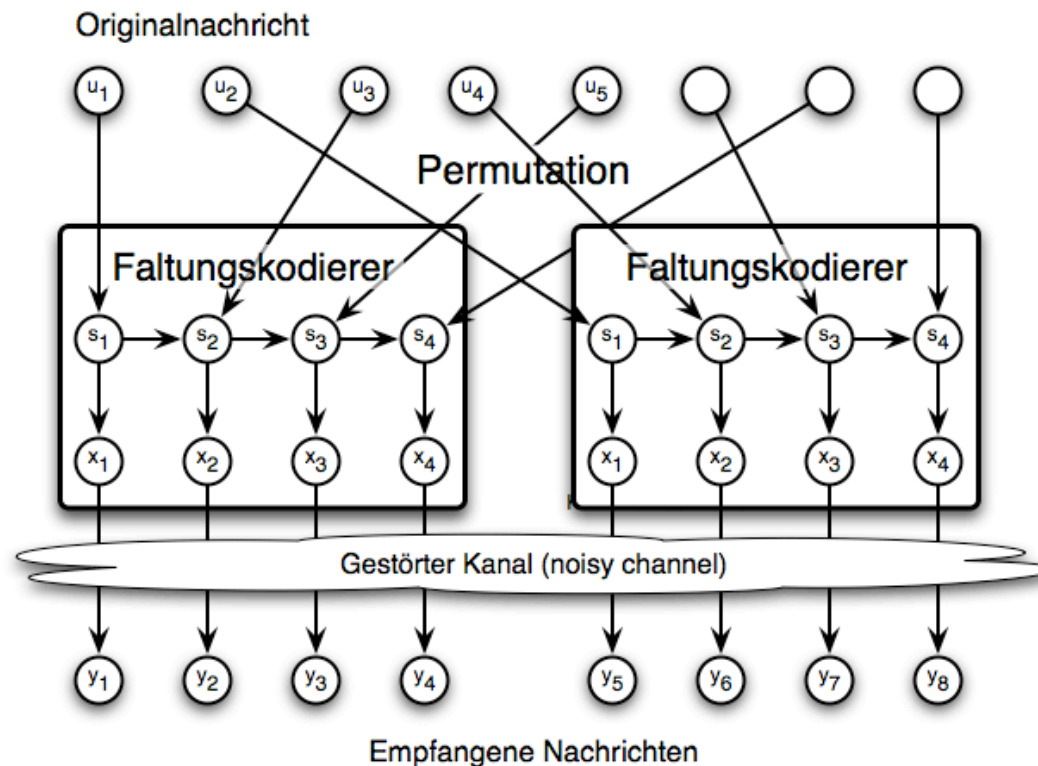 Originalnachricht
u1 u2 u3 u4 u5
Permutation
Faltungskodierer Faltungskodierer
s1 s2 s3 s4 s1 s2 s3 s4
x1 x2 x3 x4 x1 x2 x3 x4
Gestörter Kanal (noisy channel)
y1 y2 y3 y4 y5 y6 y7 y8
Empfangene Nachrichten